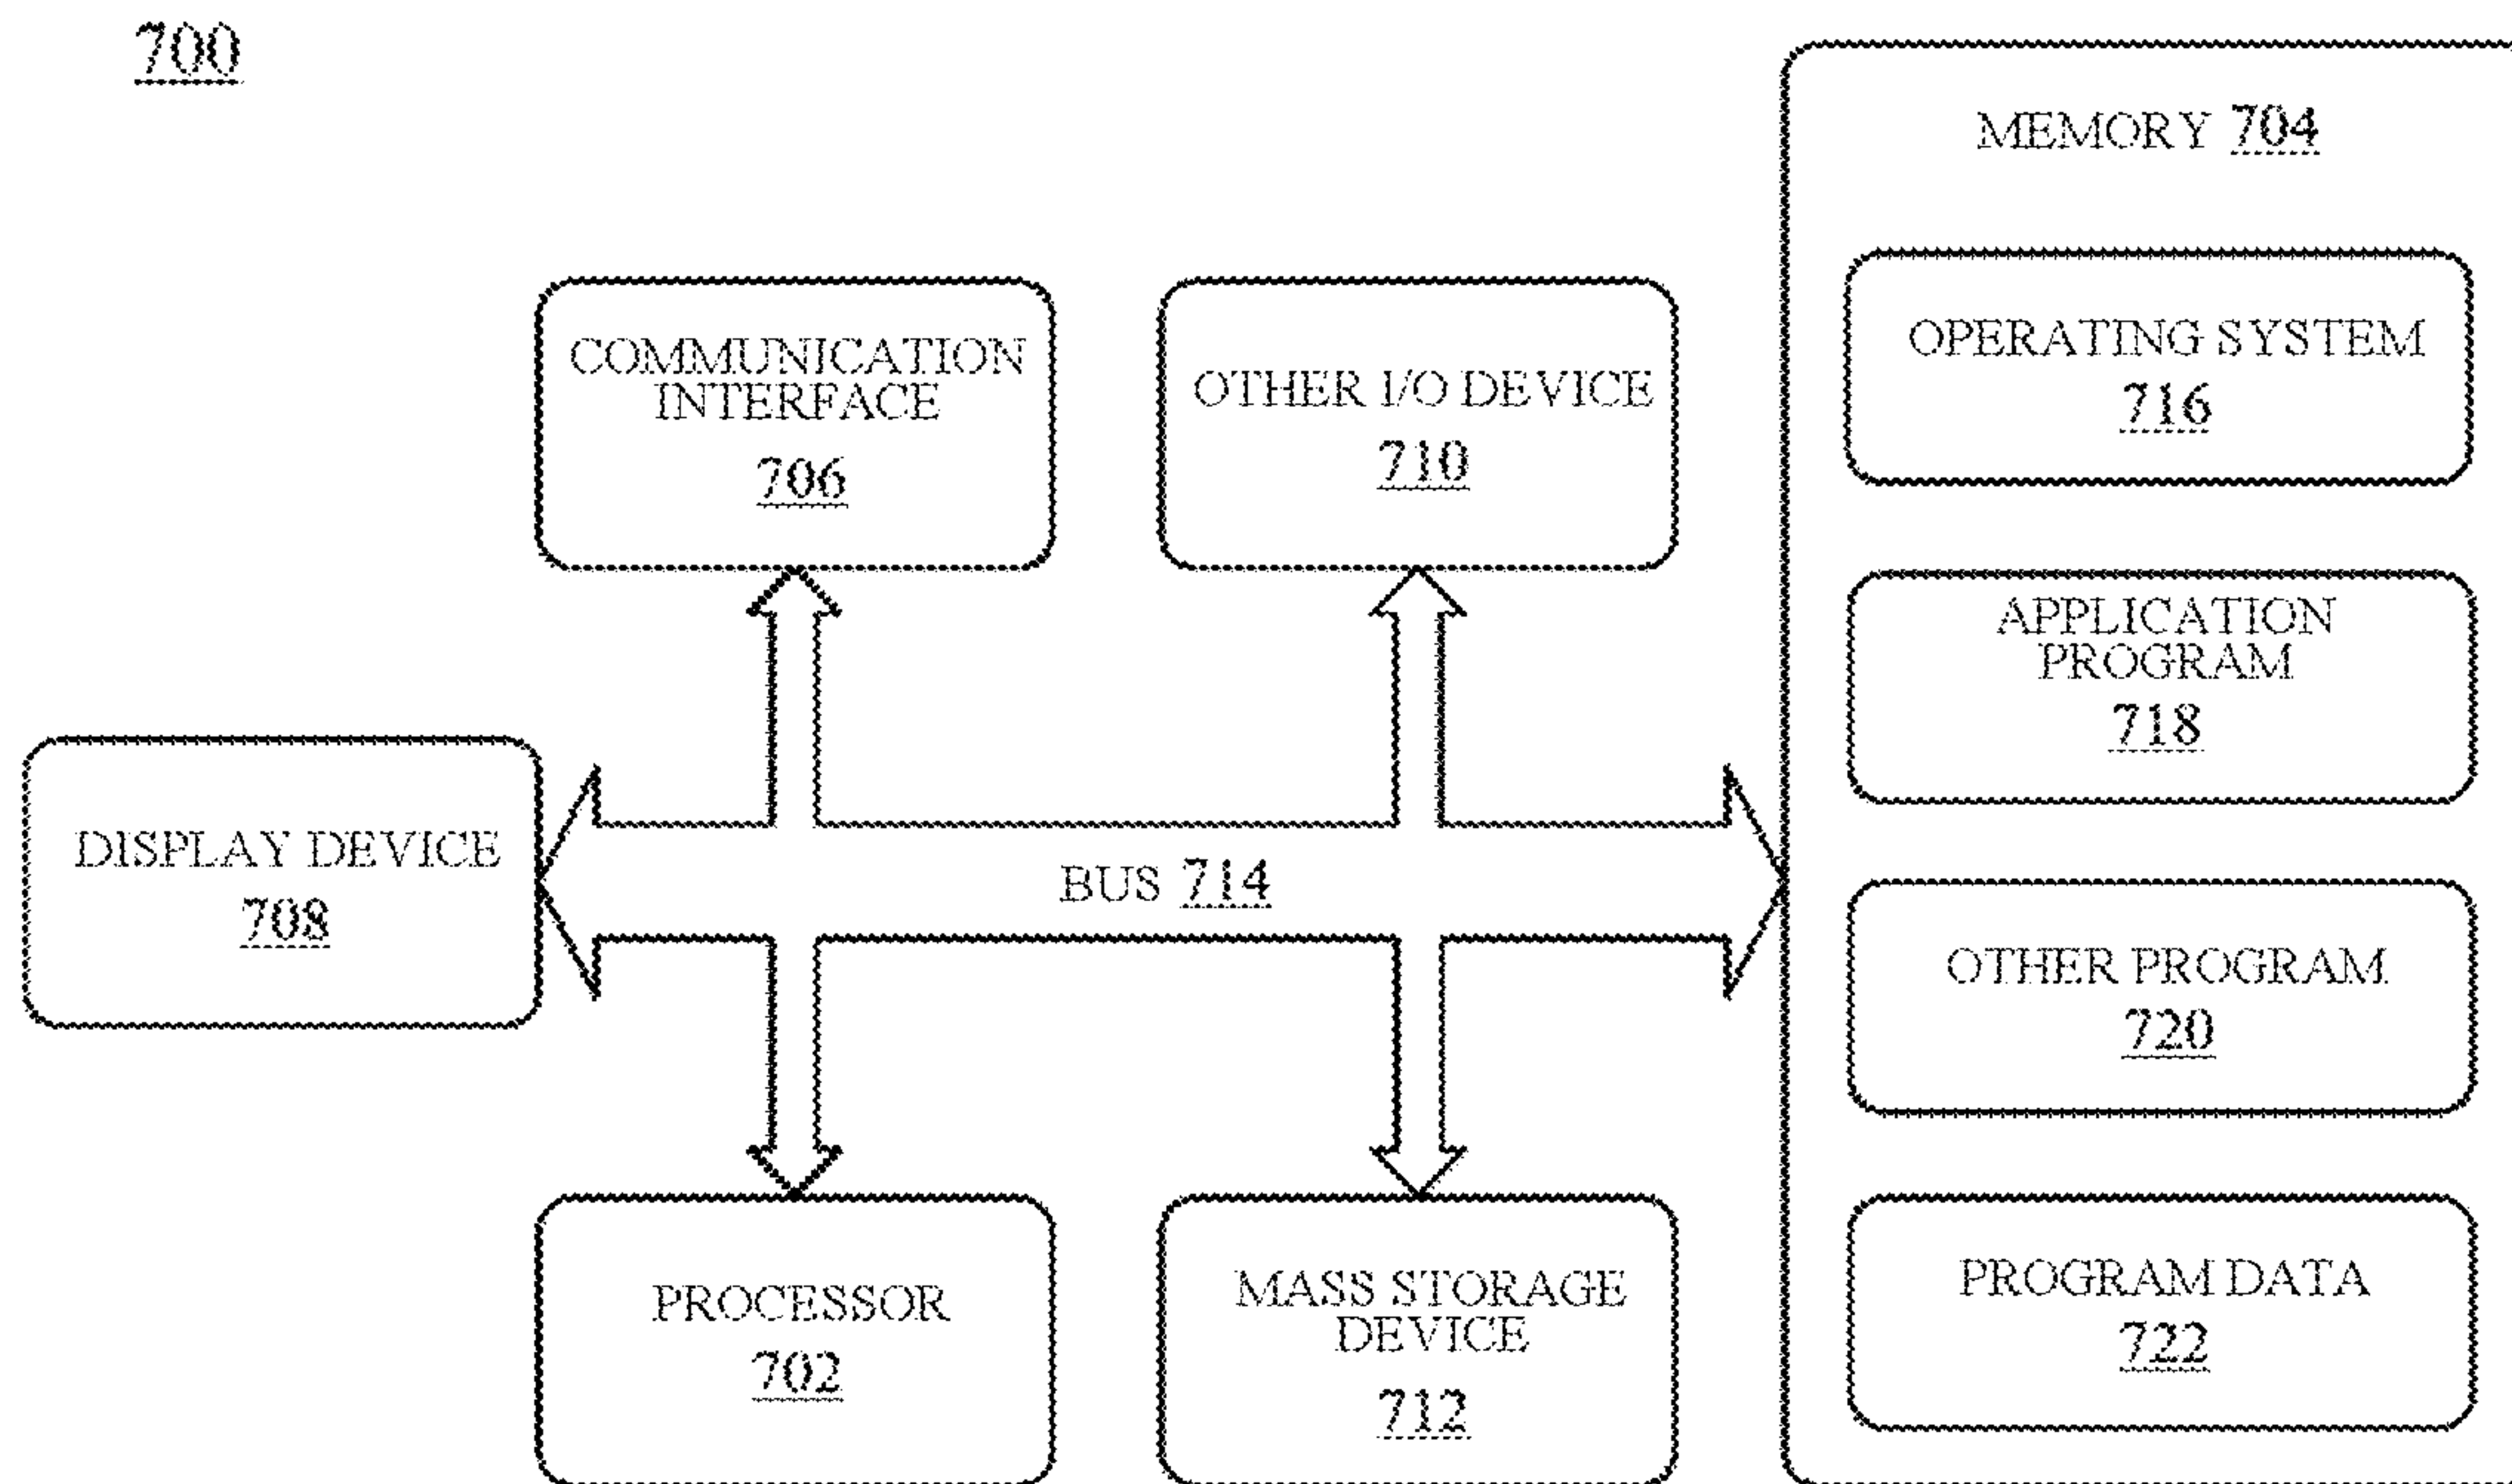 700
MEMORY 704
OPERATING SYSTEM
716
COMMUNICATION
INTERFACE
706
OTHER I/O DEVICE
710
APPLICATION
PROGRAM
718
DISPLAY DEVICE
708
BUS 714
OTHER PROGRAM
720
PROCESSOR
702
MASS STORAGE
DEVICE
712
PROGRAM DATA
722